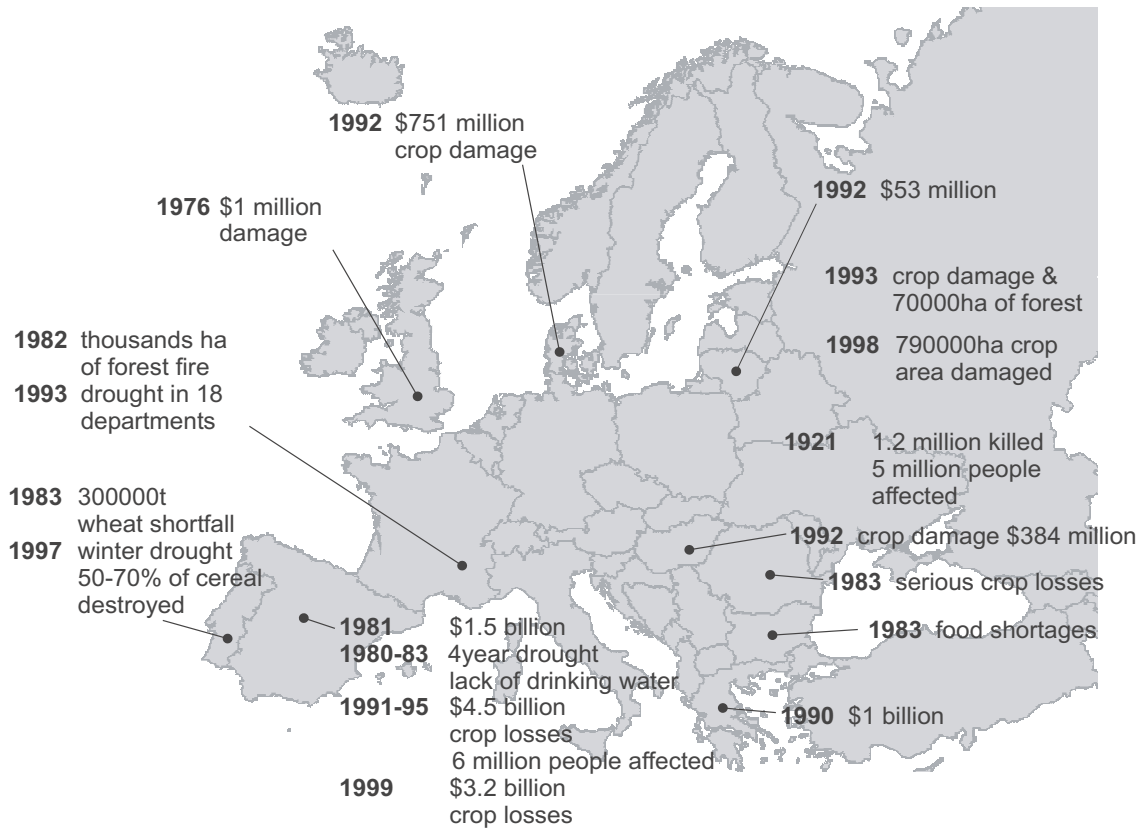 1992 $751 million
crop damage
1976 $1 million
damage
1992 $53 million
1993 crop damage &
70000ha of forest
1998 790000ha crop
area damaged
1982 thousands ha
of forest fire
1993 drought in 18
departments
1921 1.2 million killed
5 million people
affected
1983 300000t
wheat shortfall
1997 winter drought
50-70% of cereal
destroyed
1992 crop damage $384 million
1983 serious crop losses
1983 food shortages
1981 $1.5 billion
1980-83 4year drought
lack of drinking water
1991-95 $4.5 billion
crop losses
6 million people affected
1990 $1 billion
1999 $3.2 billion
crop losses